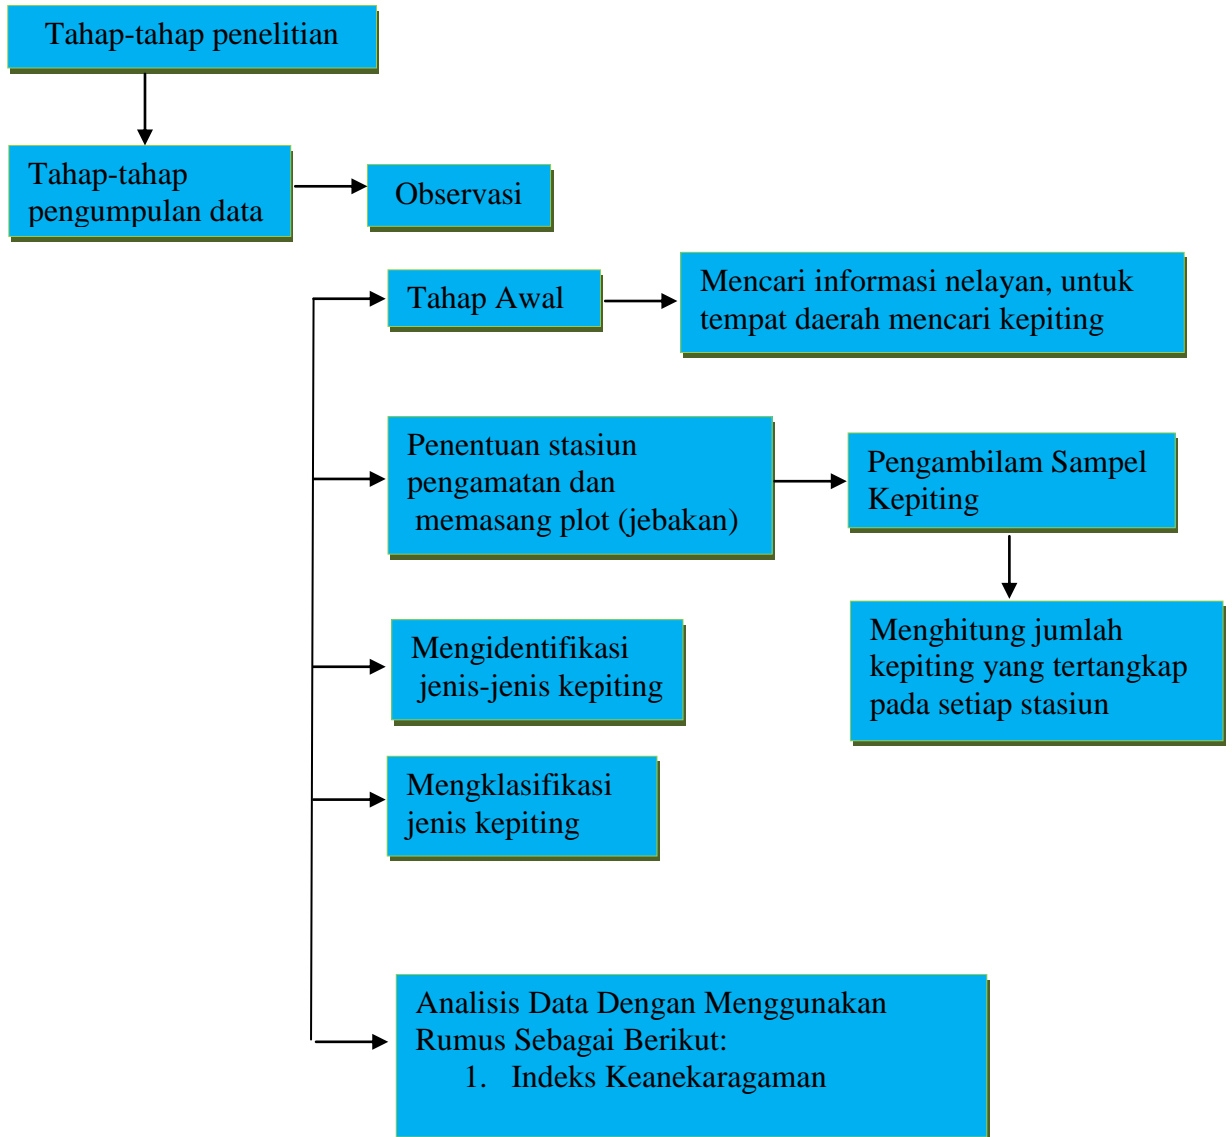 Tahap-tahap penelitian
Tahap-tahap
pengumpulan data
Observasi
Tahap Awal
Mencari informasi nelayan, untuk
tempat daerah mencari kepiting
Penentuan stasiun
pengamatan dan
memasang plot (jebakan)
Pengambilam Sampel
Kepiting
Menghitung jumlah
kepiting yang tertangkap
pada setiap stasiun
Mengidentifikasi
jenis-jenis kepiting
Mengklasifikasi
jenis kepiting
Analisis Data Dengan Menggunakan
Rumus Sebagai Berikut:
1. Indeks Keanekaragaman